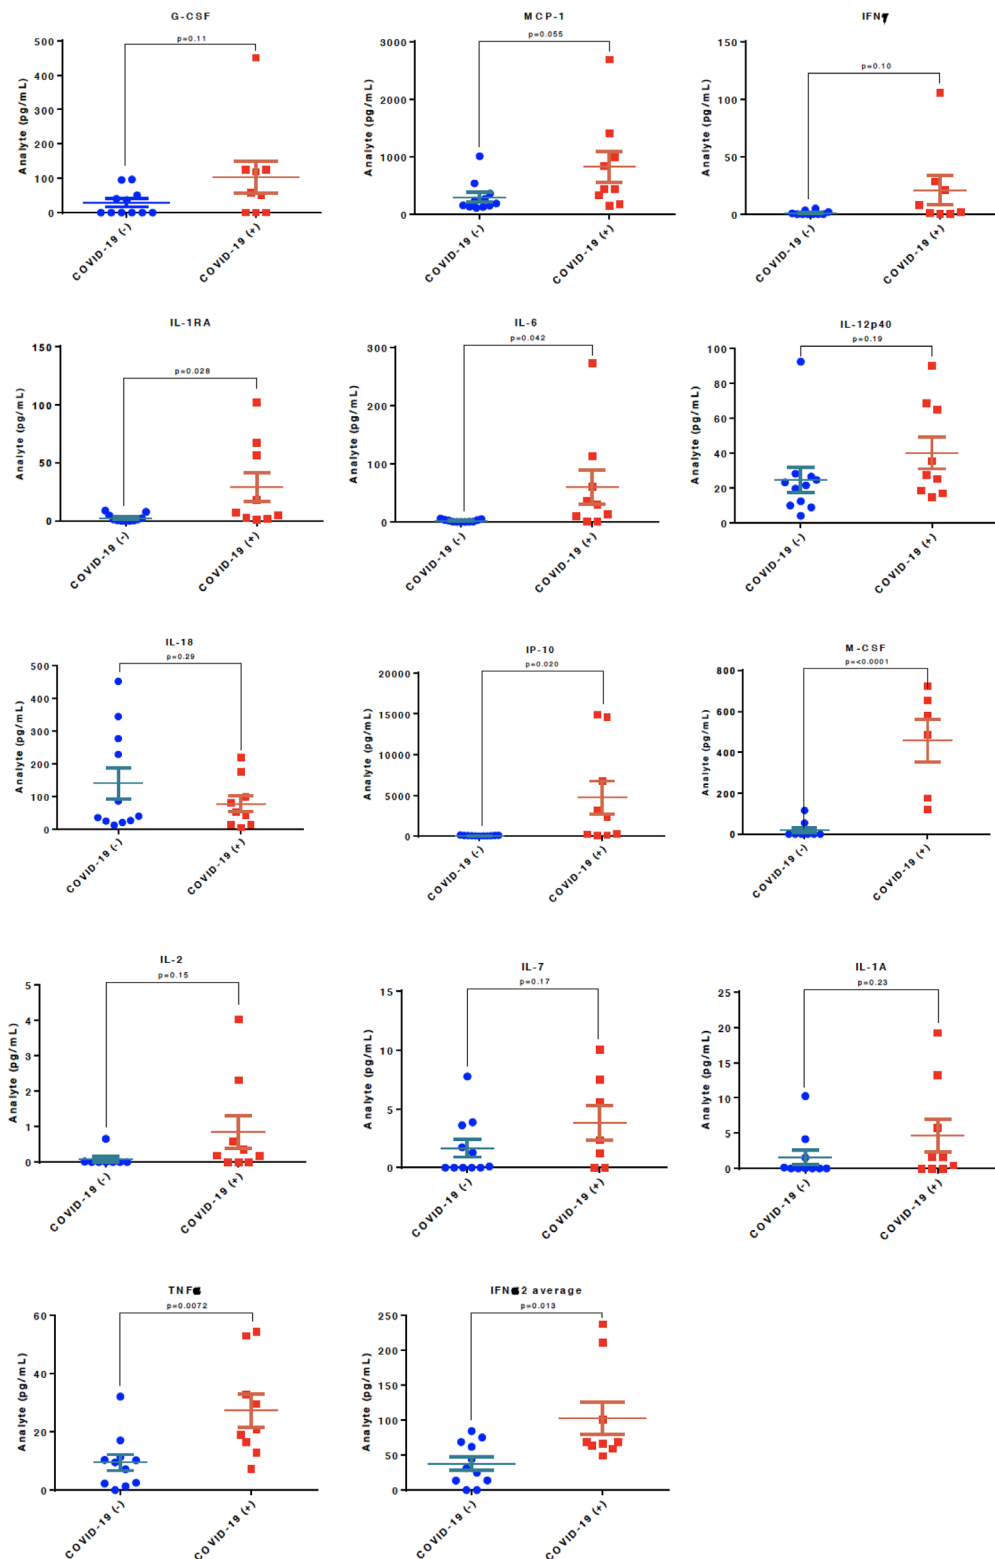 G-CSF
p=0.11
Analyte (pg/mL)
500
400
300
200
100
0
COVID-19 (-)
COVID-19 (+)
MCP-1
p=0.055
Analyte (pg/mL)
3000
2000
1000
0
COVID-19 (-)
COVID-19 (+)
IFNγ
p=0.10
Analyte (pg/mL)
150
100
50
0
COVID-19 (-)
COVID-19 (+)
IL-1RA
p=0.028
Analyte (pg/mL)
150
100
50
0
COVID-19 (-)
COVID-19 (+)
IL-6
p=0.042
Analyte (pg/mL)
300
200
100
0
COVID-19 (-)
COVID-19 (+)
IL-12p40
p=0.19
Analyte (pg/mL)
100
80
60
40
20
0
COVID-19 (-)
COVID-19 (+)
IL-18
p=0.29
Analyte (pg/mL)
500
400
300
200
100
0
COVID-19 (-)
COVID-19 (+)
IP-10
p=0.020
Analyte (pg/mL)
20000
15000
10000
5000
0
COVID-19 (-)
COVID-19 (+)
M-CSF
p=<0.0001
Analyte (pg/mL)
800
600
400
200
0
COVID-19 (-)
COVID-19 (+)
IL-2
p=0.15
Analyte (pg/mL)
5
4
3
2
1
0
COVID-19 (-)
COVID-19 (+)
IL-7
p=0.17
Analyte (pg/mL)
15
10
5
0
COVID-19 (-)
COVID-19 (+)
IL-1A
p=0.23
Analyte (pg/mL)
25
20
15
10
5
0
COVID-19 (-)
COVID-19 (+)
TNFα
p=0.0072
Analyte (pg/mL)
60
40
20
0
COVID-19 (-)
COVID-19 (+)
IFNα2 average
p=0.013
Analyte (pg/mL)
250
200
150
100
50
0
COVID-19 (-)
COVID-19 (+)